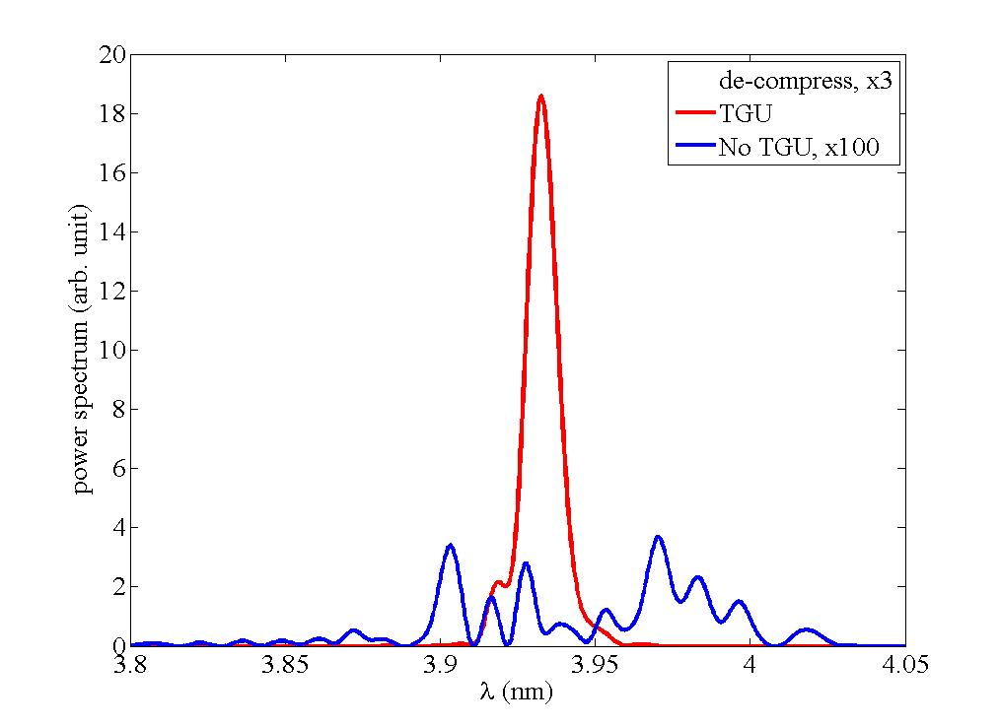 20
18
16
14
12
10
8
6
4
2
0
power spectrum (arb. unit)
de-compress, x3
TGU
No TGU, x100
3.8 3.85 3.9 3.95 4 4.05
λ (nm)